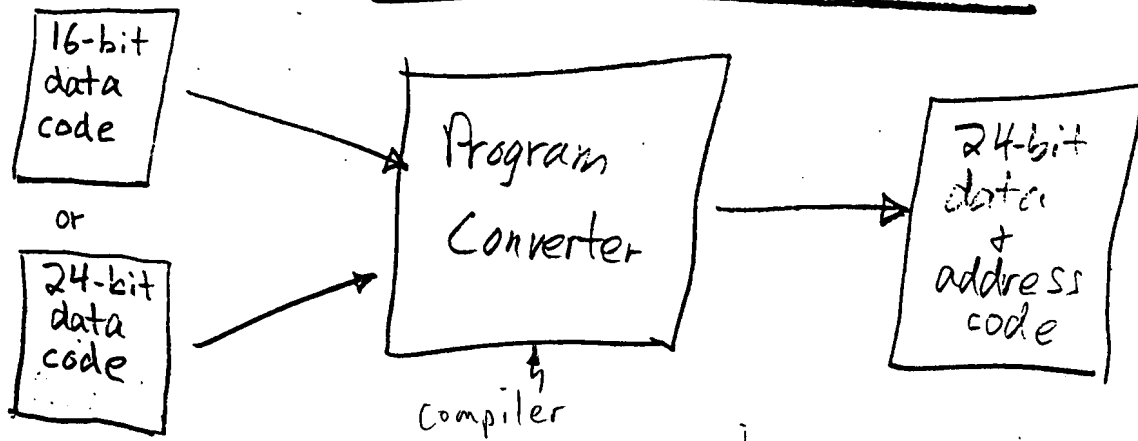 16-bit
data
code
or
24-bit
data
code
Program
Converter
compiler
24-bit
data
&
address
code